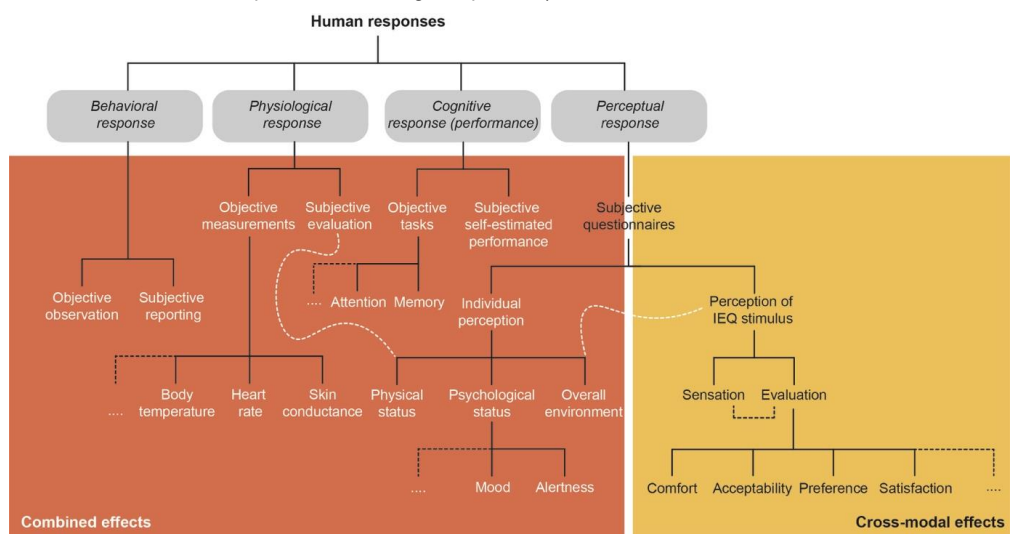 Human responses
Behavioral
response
Physiological
response
Cognitive
response (performance)
Perceptual
response
Objective
measurements
Subjective
evaluation
Objective
tasks
Subjective
self-estimated
performance
Subjective
questionnaires
Objective
observation
Subjective
reporting
....
Attention
Memory
Individual
perception
Perception of
IEQ stimulus
....
Body
temperature
Heart
rate
Skin
conductance
Physical
status
Psychological
status
Overall
environment
Sensation
Evaluation
....
Mood
Alertness
Comfort
Acceptability
Preference
Satisfaction
....
Combined effects
Cross-modal effects